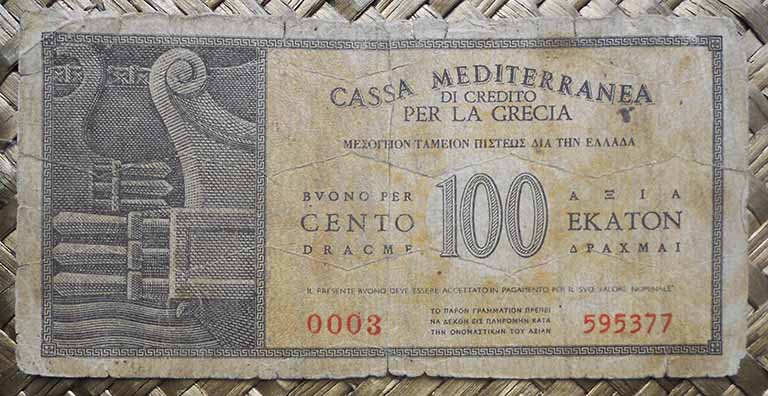 CASSA MEDITERRANEA
DI CREDITO
PER LA GRECIA
ΜΕΣΟΓΕΙΟΝ ΤΑΜΕΙΟΝ ΠΙΣΤΕΩΣ ΔΙΑ ΤΗΝ ΕΛΛΑΔΑ
BVONO PER 100 ΑΞΙΑ
CENTO ΕΚΑΤΟΝ
DRACME ΔΡΑΧΜΑΙ
IL PRESENTE BVONO DEVE ESSERE ACCETTATO IN PAGAMENTO PER IL SVO VALORE NOMINALE
0003 ΤΟ ΠΑΡΟΝ ΓΡΑΜΜΑΤΙΟΝ ΠΡΕΠΕΙ 595377
ΝΑ ΔΕΧΘΗ ΕΙΣ ΠΛΗΡΩΜΗΝ ΚΑΤΑ
ΤΗΝ ΟΝΟΜΑΣΤΙΚΗΝ ΤΟΥ ΑΞΙΑΝ